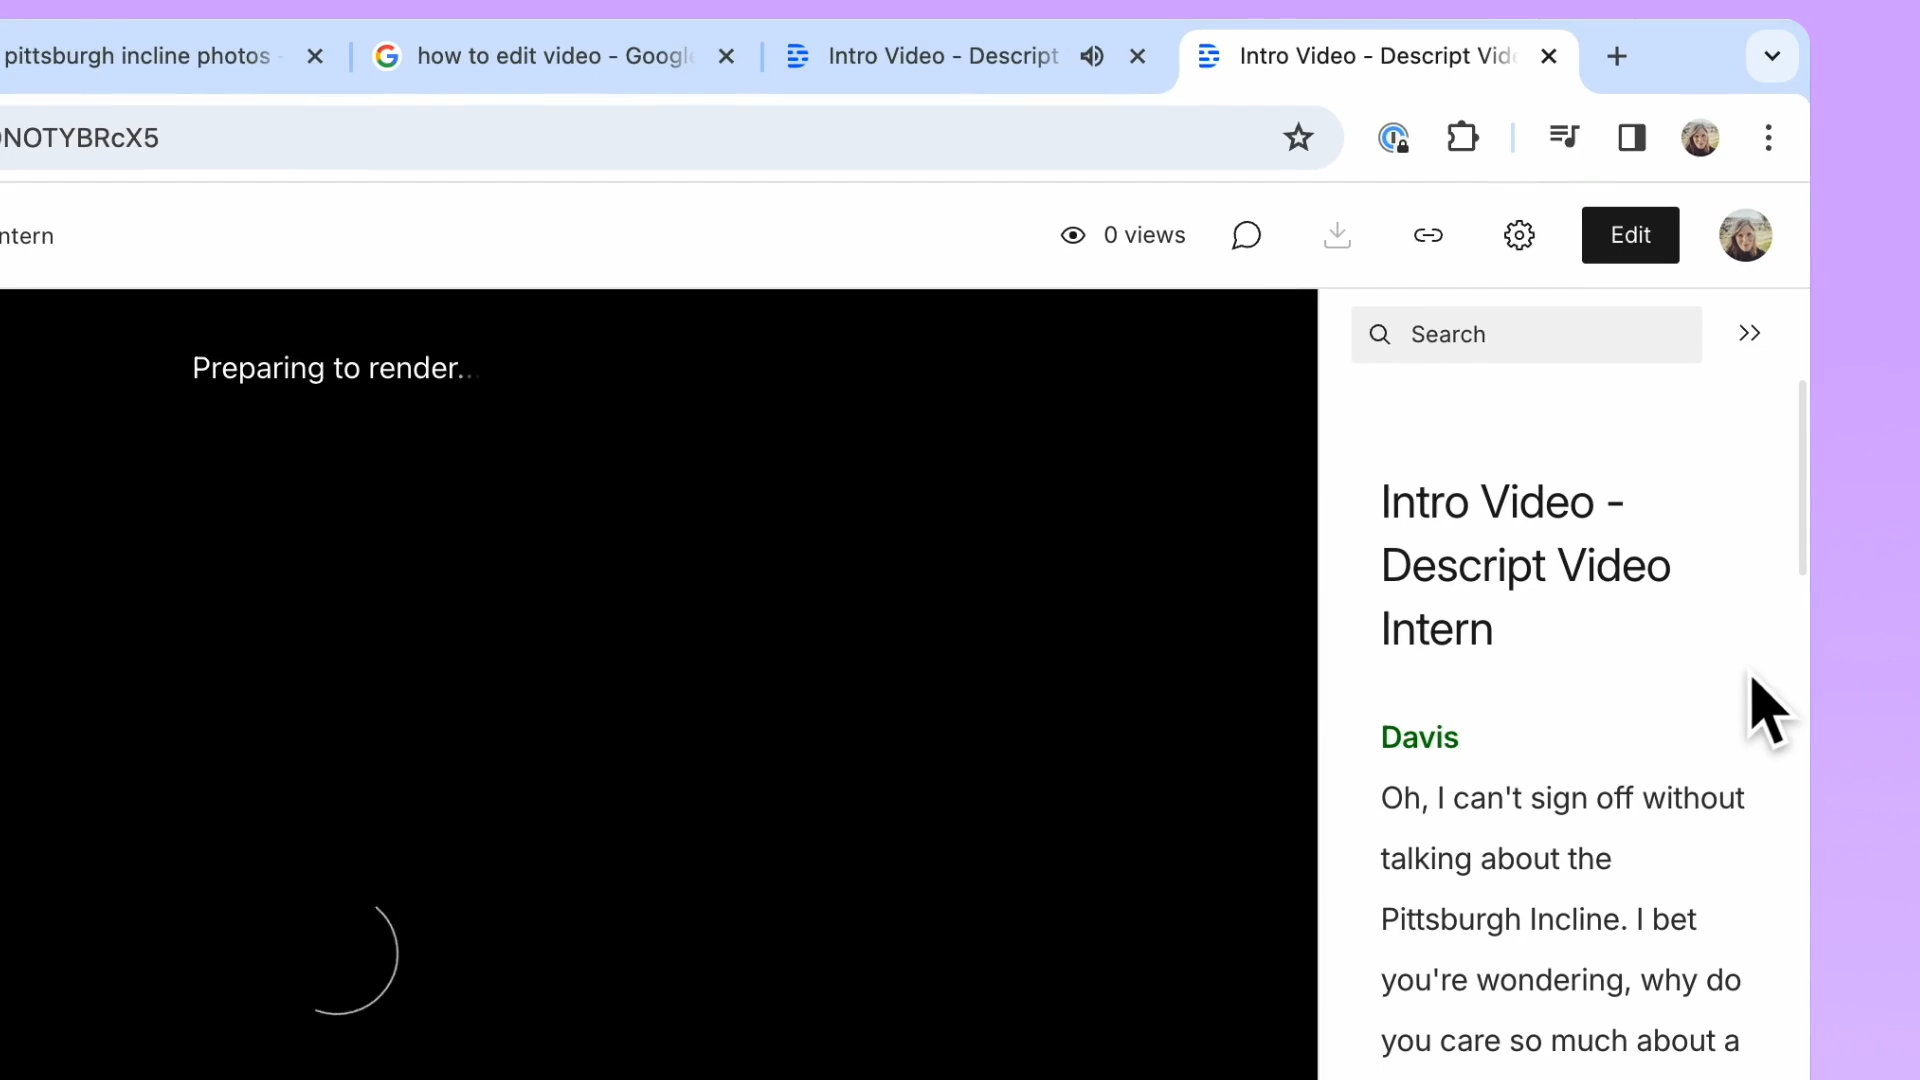 pittsburgh incline photos -
how to edit video - Google
Intro Video - Descript
Intro Video - Descript Vide
NOTYBRcX5
ntern
0 views
Edit
Preparing to render...
Search
Intro Video -
Descript Video
Intern
Davis
Oh, I can't sign off without
talking about the
Pittsburgh Incline. I bet
you're wondering, why do
you care so much about a